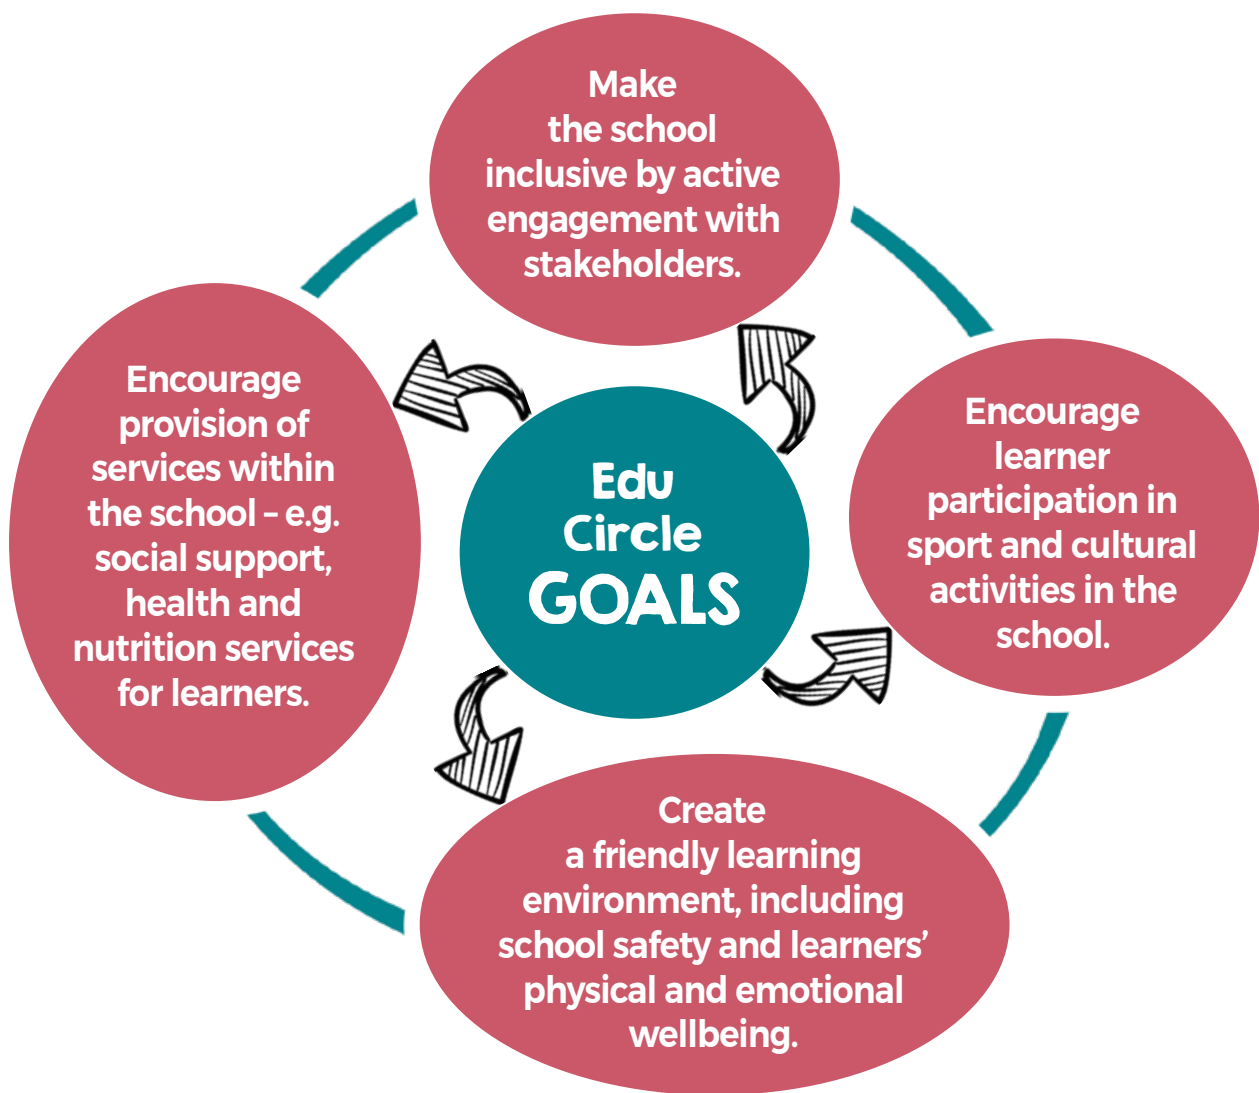 Make
the school
inclusive by active
engagement with
stakeholders.
Encourage
provision of
services within
the school – e.g.
social support,
health and
nutrition services
for learners.
Edu
Circle
GOALS
Encourage
learner
participation in
sport and cultural
activities in the
school.
Create
a friendly learning
environment, including
school safety and learners’
physical and emotional
wellbeing.